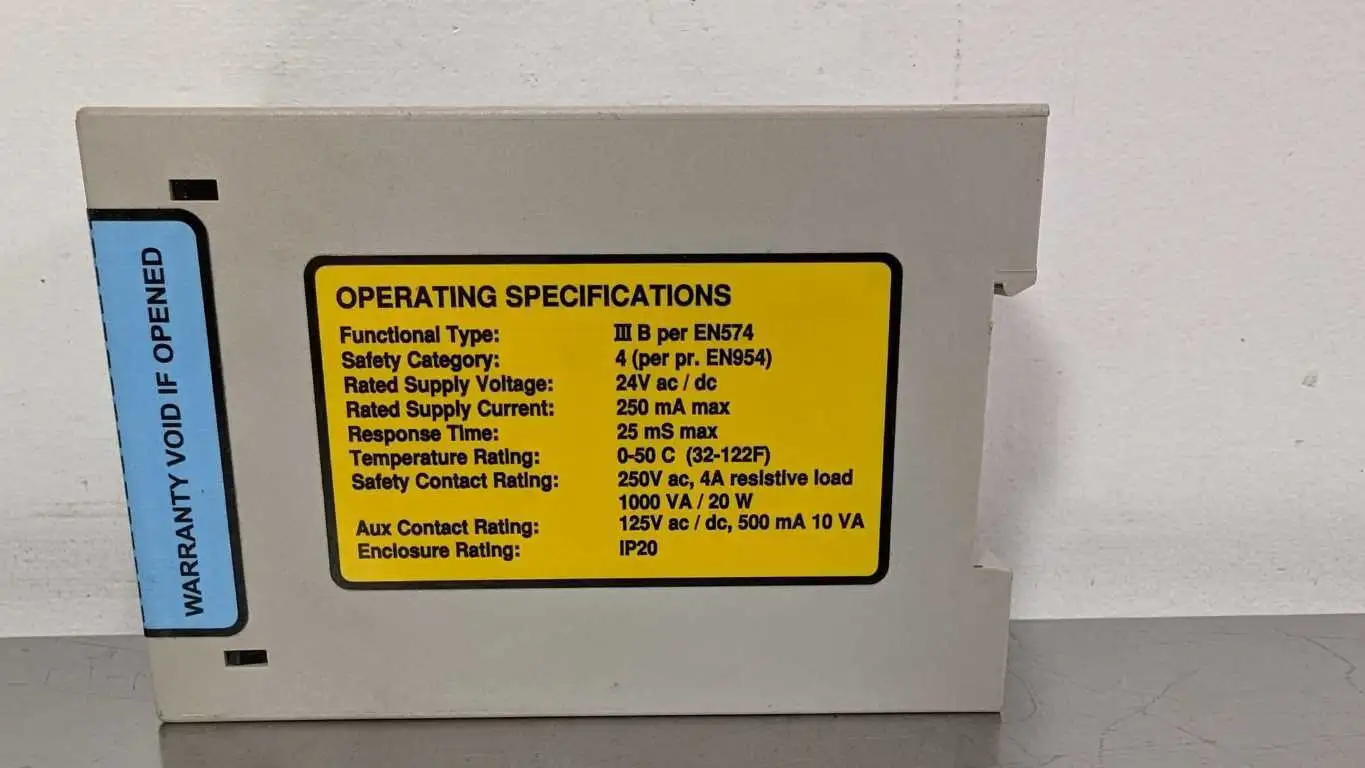 WARRANTY VOID IF OPENED
OPERATING SPECIFICATIONS
Functional Type: III B per EN574
Safety Category: 4 (per pr. EN954)
Rated Supply Voltage: 24V ac / dc
Rated Supply Current: 250 mA max
Response Time: 25 mS max
Temperature Rating: 0-50 C (32-122F)
Safety Contact Rating: 250V ac, 4A resistive load
1000 VA / 20 W
Aux Contact Rating: 125V ac / dc, 500 mA 10 VA
Enclosure Rating: IP20